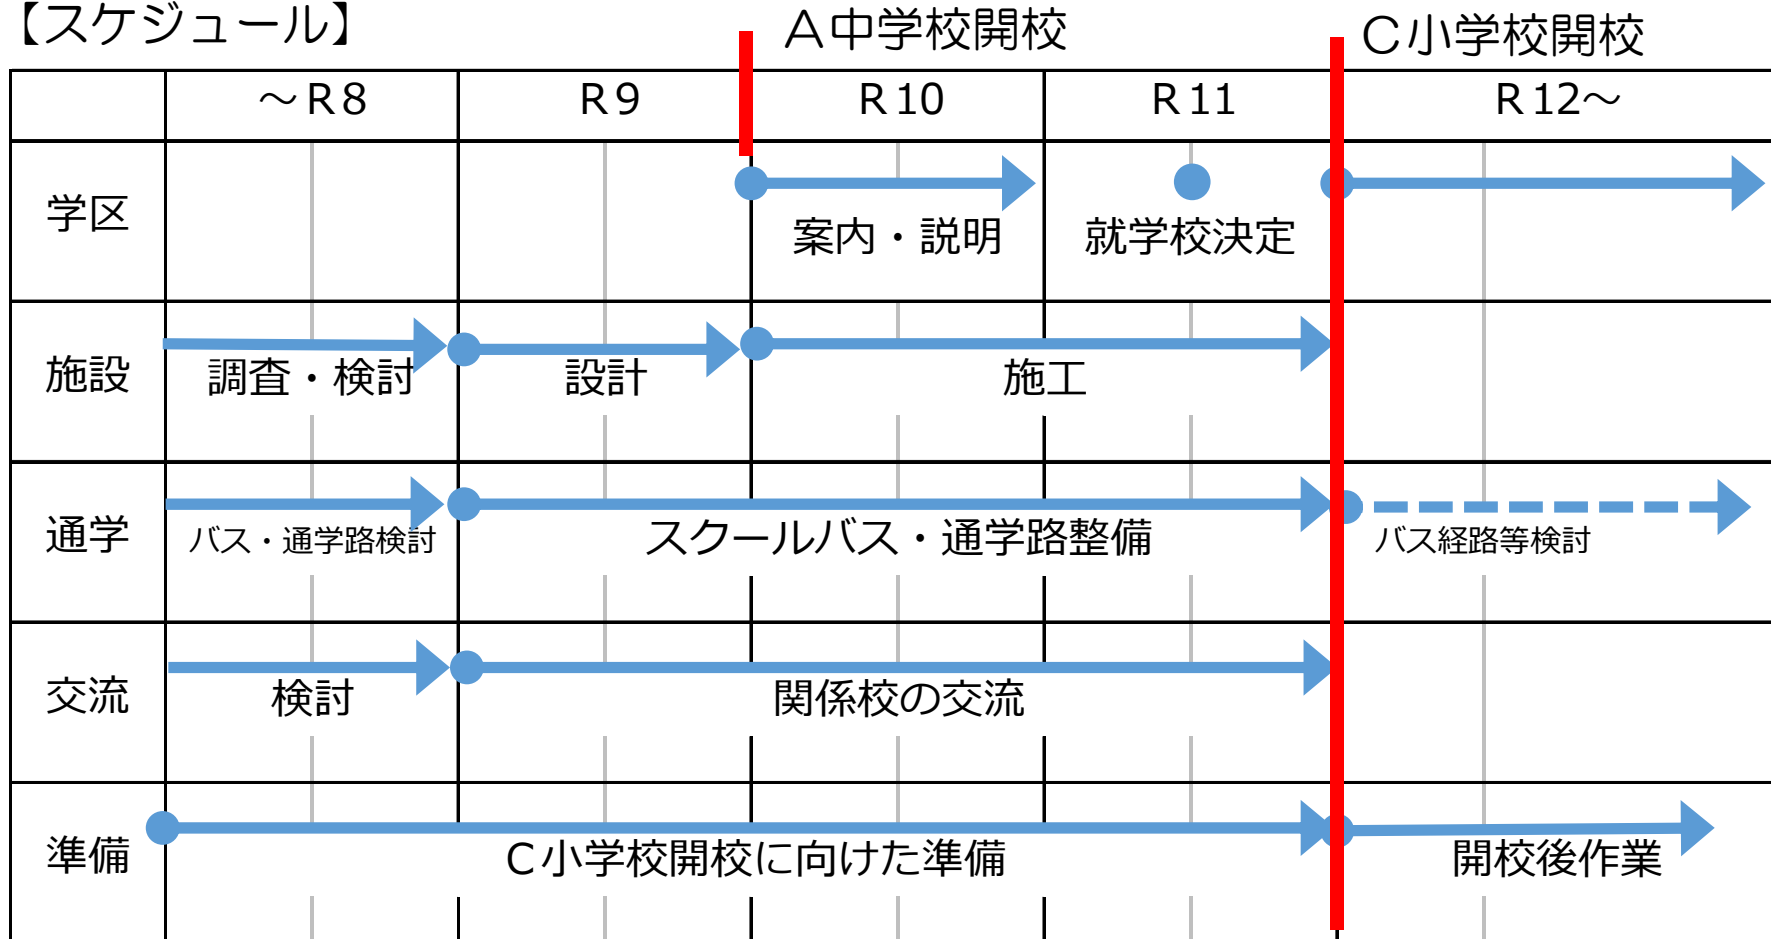 【スケジュール】
A中学校開校
C小学校開校
～R8
R9
R10
R11
R12～
学区
案内・説明
就学校決定
施設
調査・検討
設計
施工
通学
バス・通学路検討
スクールバス・通学路整備
バス経路等検討
交流
検討
関係校の交流
準備
C小学校開校に向けた準備
開校後作業